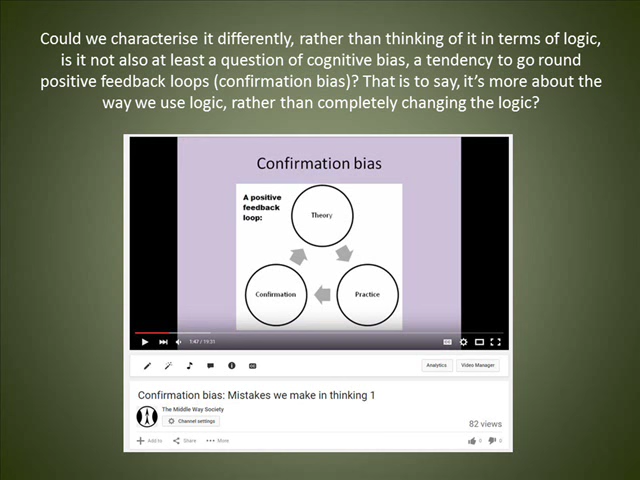 Could we characterise it differently, rather than thinking of it in terms of logic,
is it not also at least a question of cognitive bias, a tendency to go round
positive feedback loops (confirmation bias)? That is to say, it's more about the
way we use logic, rather than completely changing the logic?
Confirmation bias
A positive
feedback
loop:
Theory
Confirmation
Practice
1:47 / 19:31
Analytics
Video Manager
Confirmation bias: Mistakes we make in thinking 1
The Middle Way Society
Channel settings
82 views
Add to
Share
More
0
0